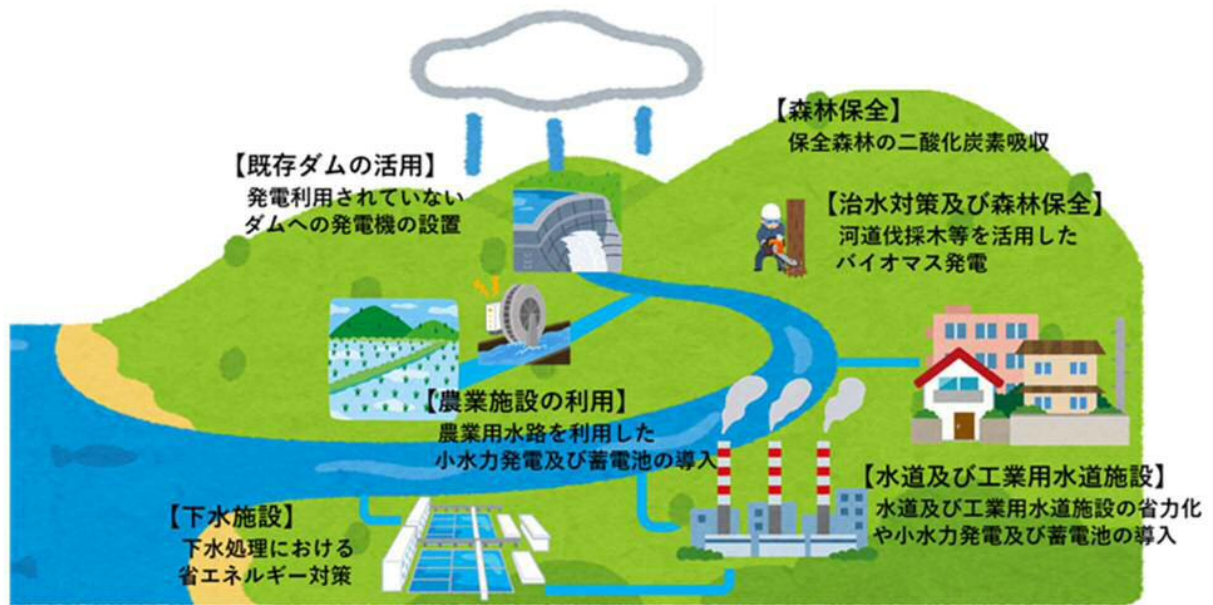 【森林保全】
保全森林の二酸化炭素吸収
【既存ダムの活用】
発電利用されていない
ダムへの発電機の設置
【治水対策及び森林保全】
河道伐採木等を活用した
バイオマス発電
【農業施設の利用】
農業用水路を利用した
小水力発電及び蓄電池の導入
【水道及び工業用水道施設】
水道及び工業用水道施設の省力化
や小水力発電及び蓄電池の導入
【下水施設】
下水処理における
省エネルギー対策